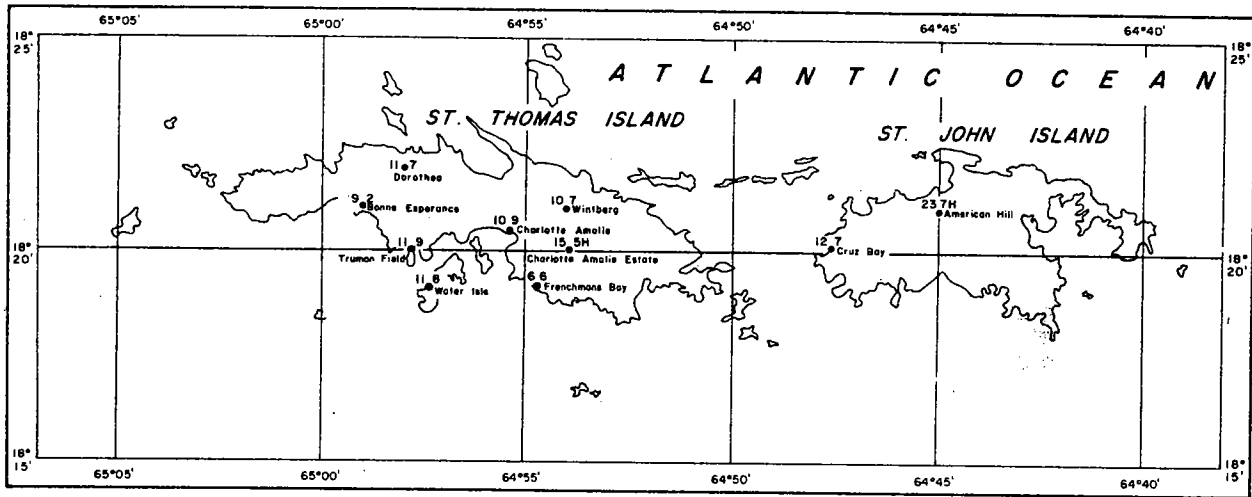 65°05' 65°00' 64°55' 64°50' 64°45' 64°40'
18° 25' 18° 25'
ATLANTIC OCEAN
ST. THOMAS ISLAND ST. JOHN ISLAND
11.7
Dorothea
9.2
Bonne Esperance
10.7
Wintberg
23.7H
American Hill
10.9
Charlotte Amalie
15.5H
Charlotte Amalie Estate
11.9
Truman Field
12.7
Cruz Bay
18° 20' 18° 20'
11.8
Water Isle
6.6
Frenchmans Bay
18° 15' 18° 15'
65°05' 65°00' 64°55' 64°50' 64°45' 64°40'